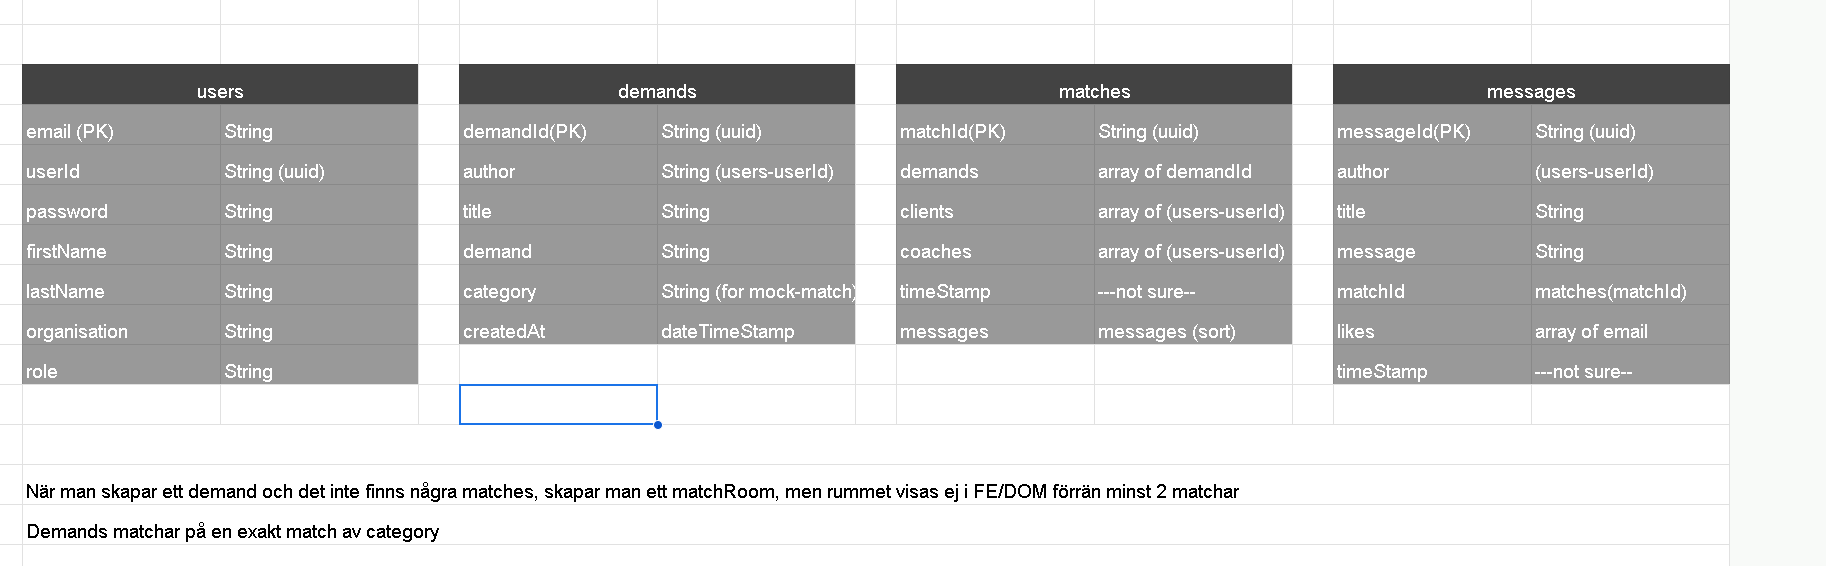 users
email (PK) String
userId String (uuid)
password String
firstName String
lastName String
organisation String
role String
demands
demandId(PK) String (uuid)
author String (users-userId)
title String
demand String
category String (for mock-match)
createdAt dateTimeStamp
matches
matchId(PK) String (uuid)
demands array of demandId
clients array of (users-userId)
coaches array of (users-userId)
timeStamp ---not sure--
messages messages (sort)
messages
messageId(PK) String (uuid)
author (users-userId)
title String
message String
matchId matches(matchId)
likes array of email
timeStamp ---not sure--
När man skapar ett demand och det inte finns några matches, skapar man ett matchRoom, men rummet visas ej i FE/DOM förrän minst 2 matchar
Demands matchar på en exakt match av category